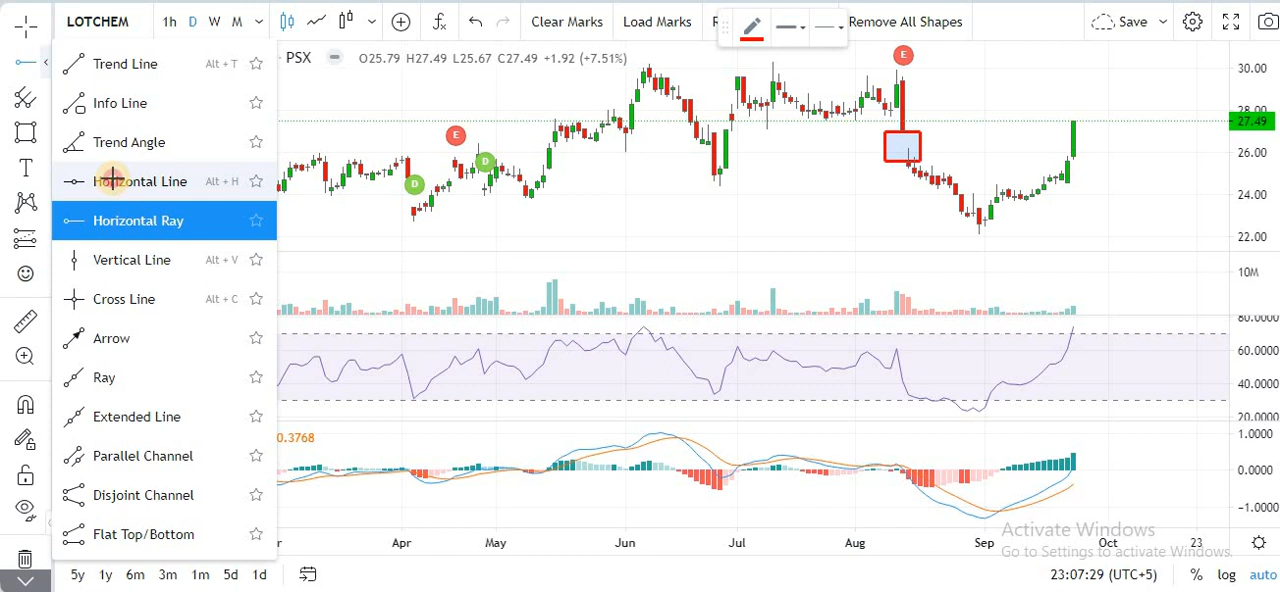 LOTCHEM 1h D W M Clear Marks Load Marks R Remove All Shapes Save
PSX O25.79 H27.49 L25.67 C27.49 +1.92 (+7.51%)
Trend Line Alt + T
Info Line
Trend Angle
Horizontal Line Alt + H
Horizontal Ray
Vertical Line Alt + V
Cross Line Alt + C
Arrow
Ray
Extended Line
Parallel Channel
Disjoint Channel
Flat Top/Bottom
E
E
D
D
30.00
28.00
27.49
26.00
24.00
22.00
10M
80.0000
60.0000
40.0000
20.0000
0.3768
1.0000
0.0000
-1.0000
Activate Windows
Go to Settings to activate Windows.
r Apr May Jun Jul Aug Sep Oct 23
5y 1y 6m 3m 1m 5d 1d 23:07:29 (UTC+5) % log auto